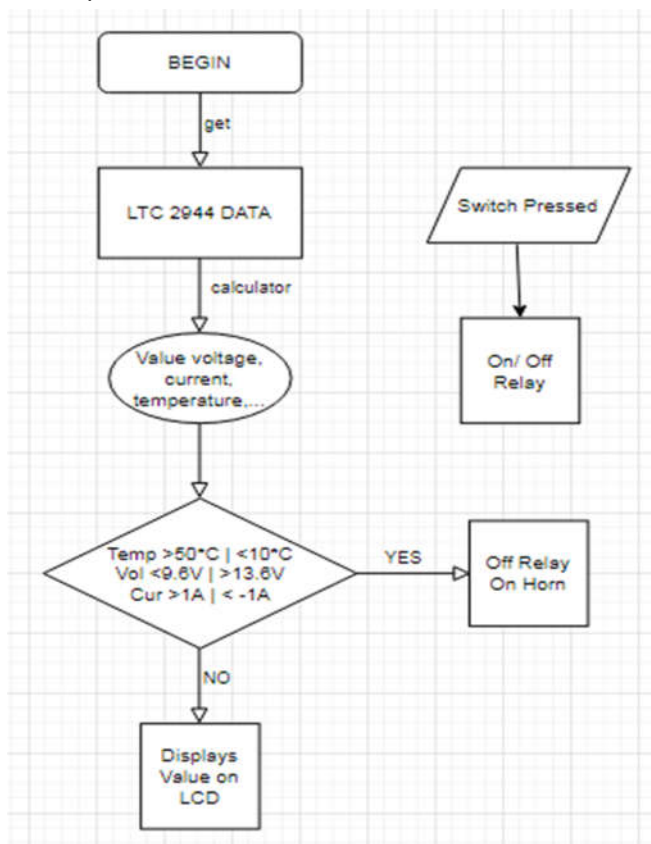 BEGIN
get
LTC 2944 DATA
calculator
Value voltage,
current,
temperature,...
Temp >50*C | <10*C
Vol <9.6V | >13.6V
Cur >1A | < -1A
YES
Off Relay
On Horn
NO
Displays
Value on
LCD
Switch Pressed
On/ Off
Relay